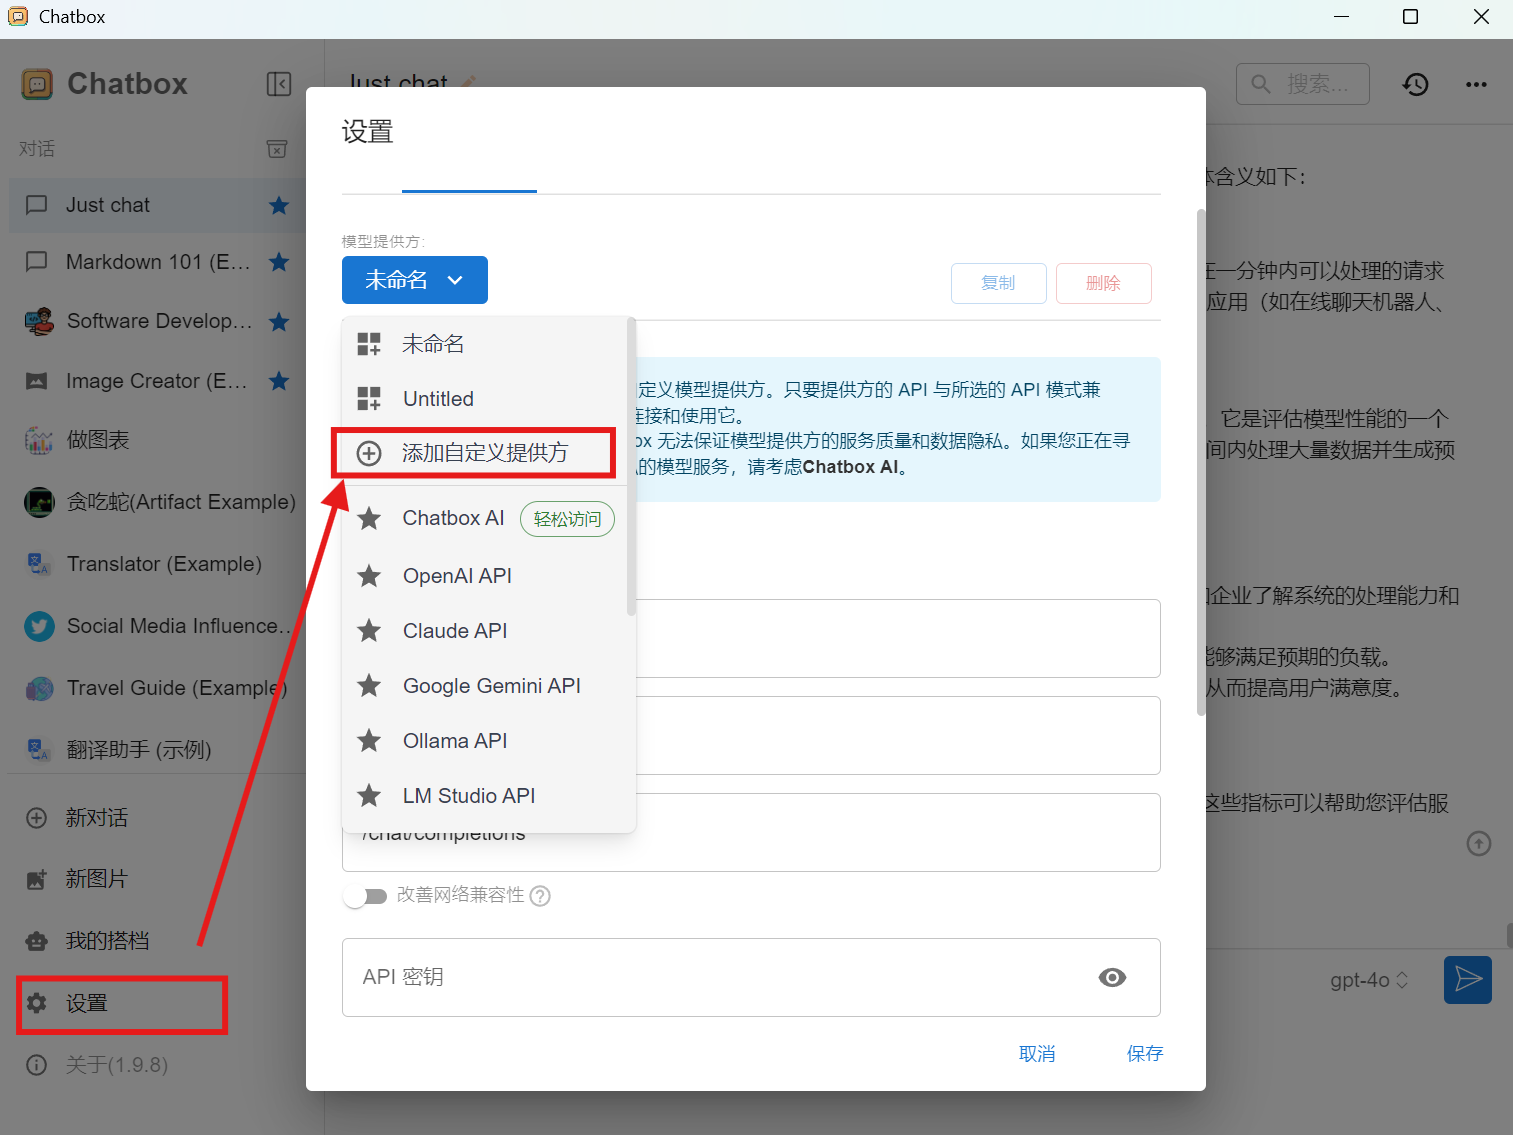 Chatbox
Chatbox
对话
Just chat
Markdown 101 (E...
Software Develop...
Image Creator (E...
做图表
贪吃蛇(Artifact Example)
Translator (Example)
Social Media Influence...
Travel Guide (Example)
翻译助手 (示例)
新对话
新图片
我的搭档
设置
关于(1.9.8)
Just chat
搜索...
设置
模型提供方:
未命名
复制
删除
未命名
Untitled
添加自定义提供方
Chatbox AI 轻松访问
OpenAI API
Claude API
Google Gemini API
Ollama API
LM Studio API
定义模型提供方。只要提供方的 API 与所选的 API 模式兼
连接和使用它。
ox 无法保证模型提供方的服务质量和数据隐私。如果您正在寻
的模型服务，请考虑Chatbox AI。
/chat/completions
改善网络兼容性
API 密钥
取消
保存
体含义如下：
在一分钟内可以处理的请求
应用（如在线聊天机器人、
它是评估模型性能的一个
间内处理大量数据并生成预
企业了解系统的处理能力和
能够满足预期的负载。
从而提高用户满意度。
这些指标可以帮助您评估服
gpt-4o